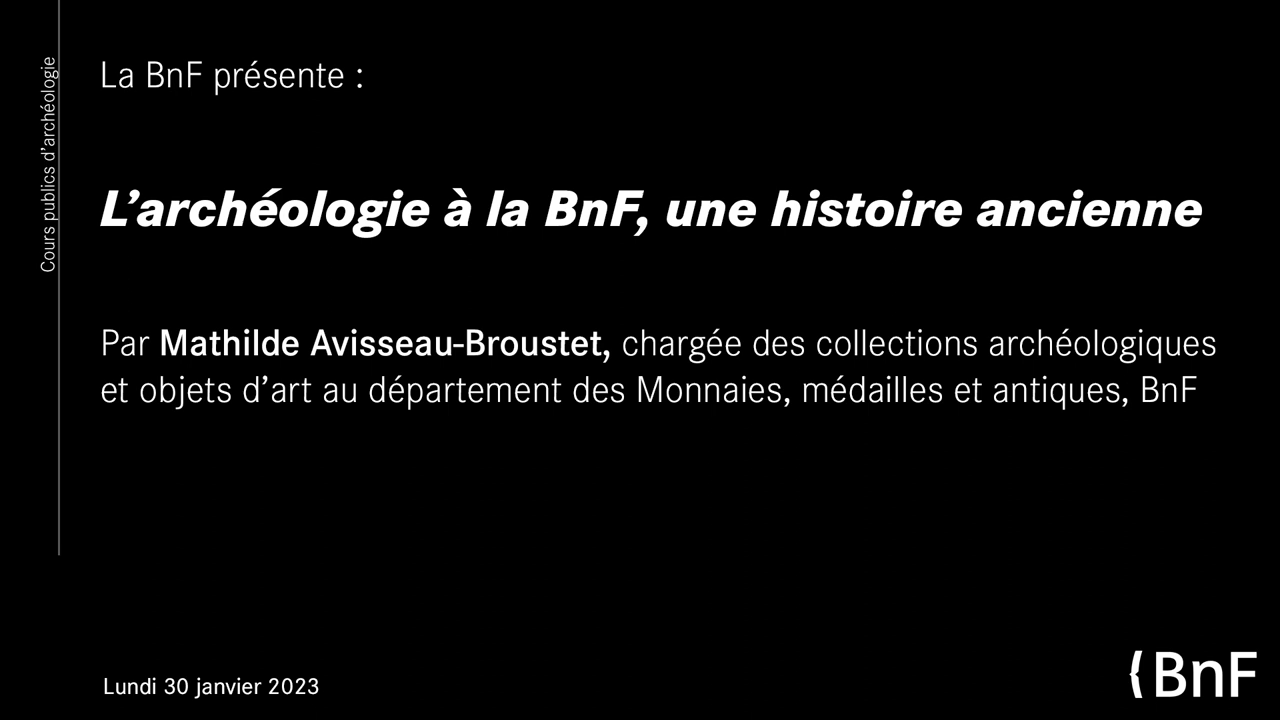 Cours publics d’archéologie
La BnF présente :
L’archéologie à la BnF, une histoire ancienne
Par Mathilde Avisseau-Broustet, chargée des collections archéologiques
et objets d’art au département des Monnaies, médailles et antiques, BnF
Lundi 30 janvier 2023
{BnF